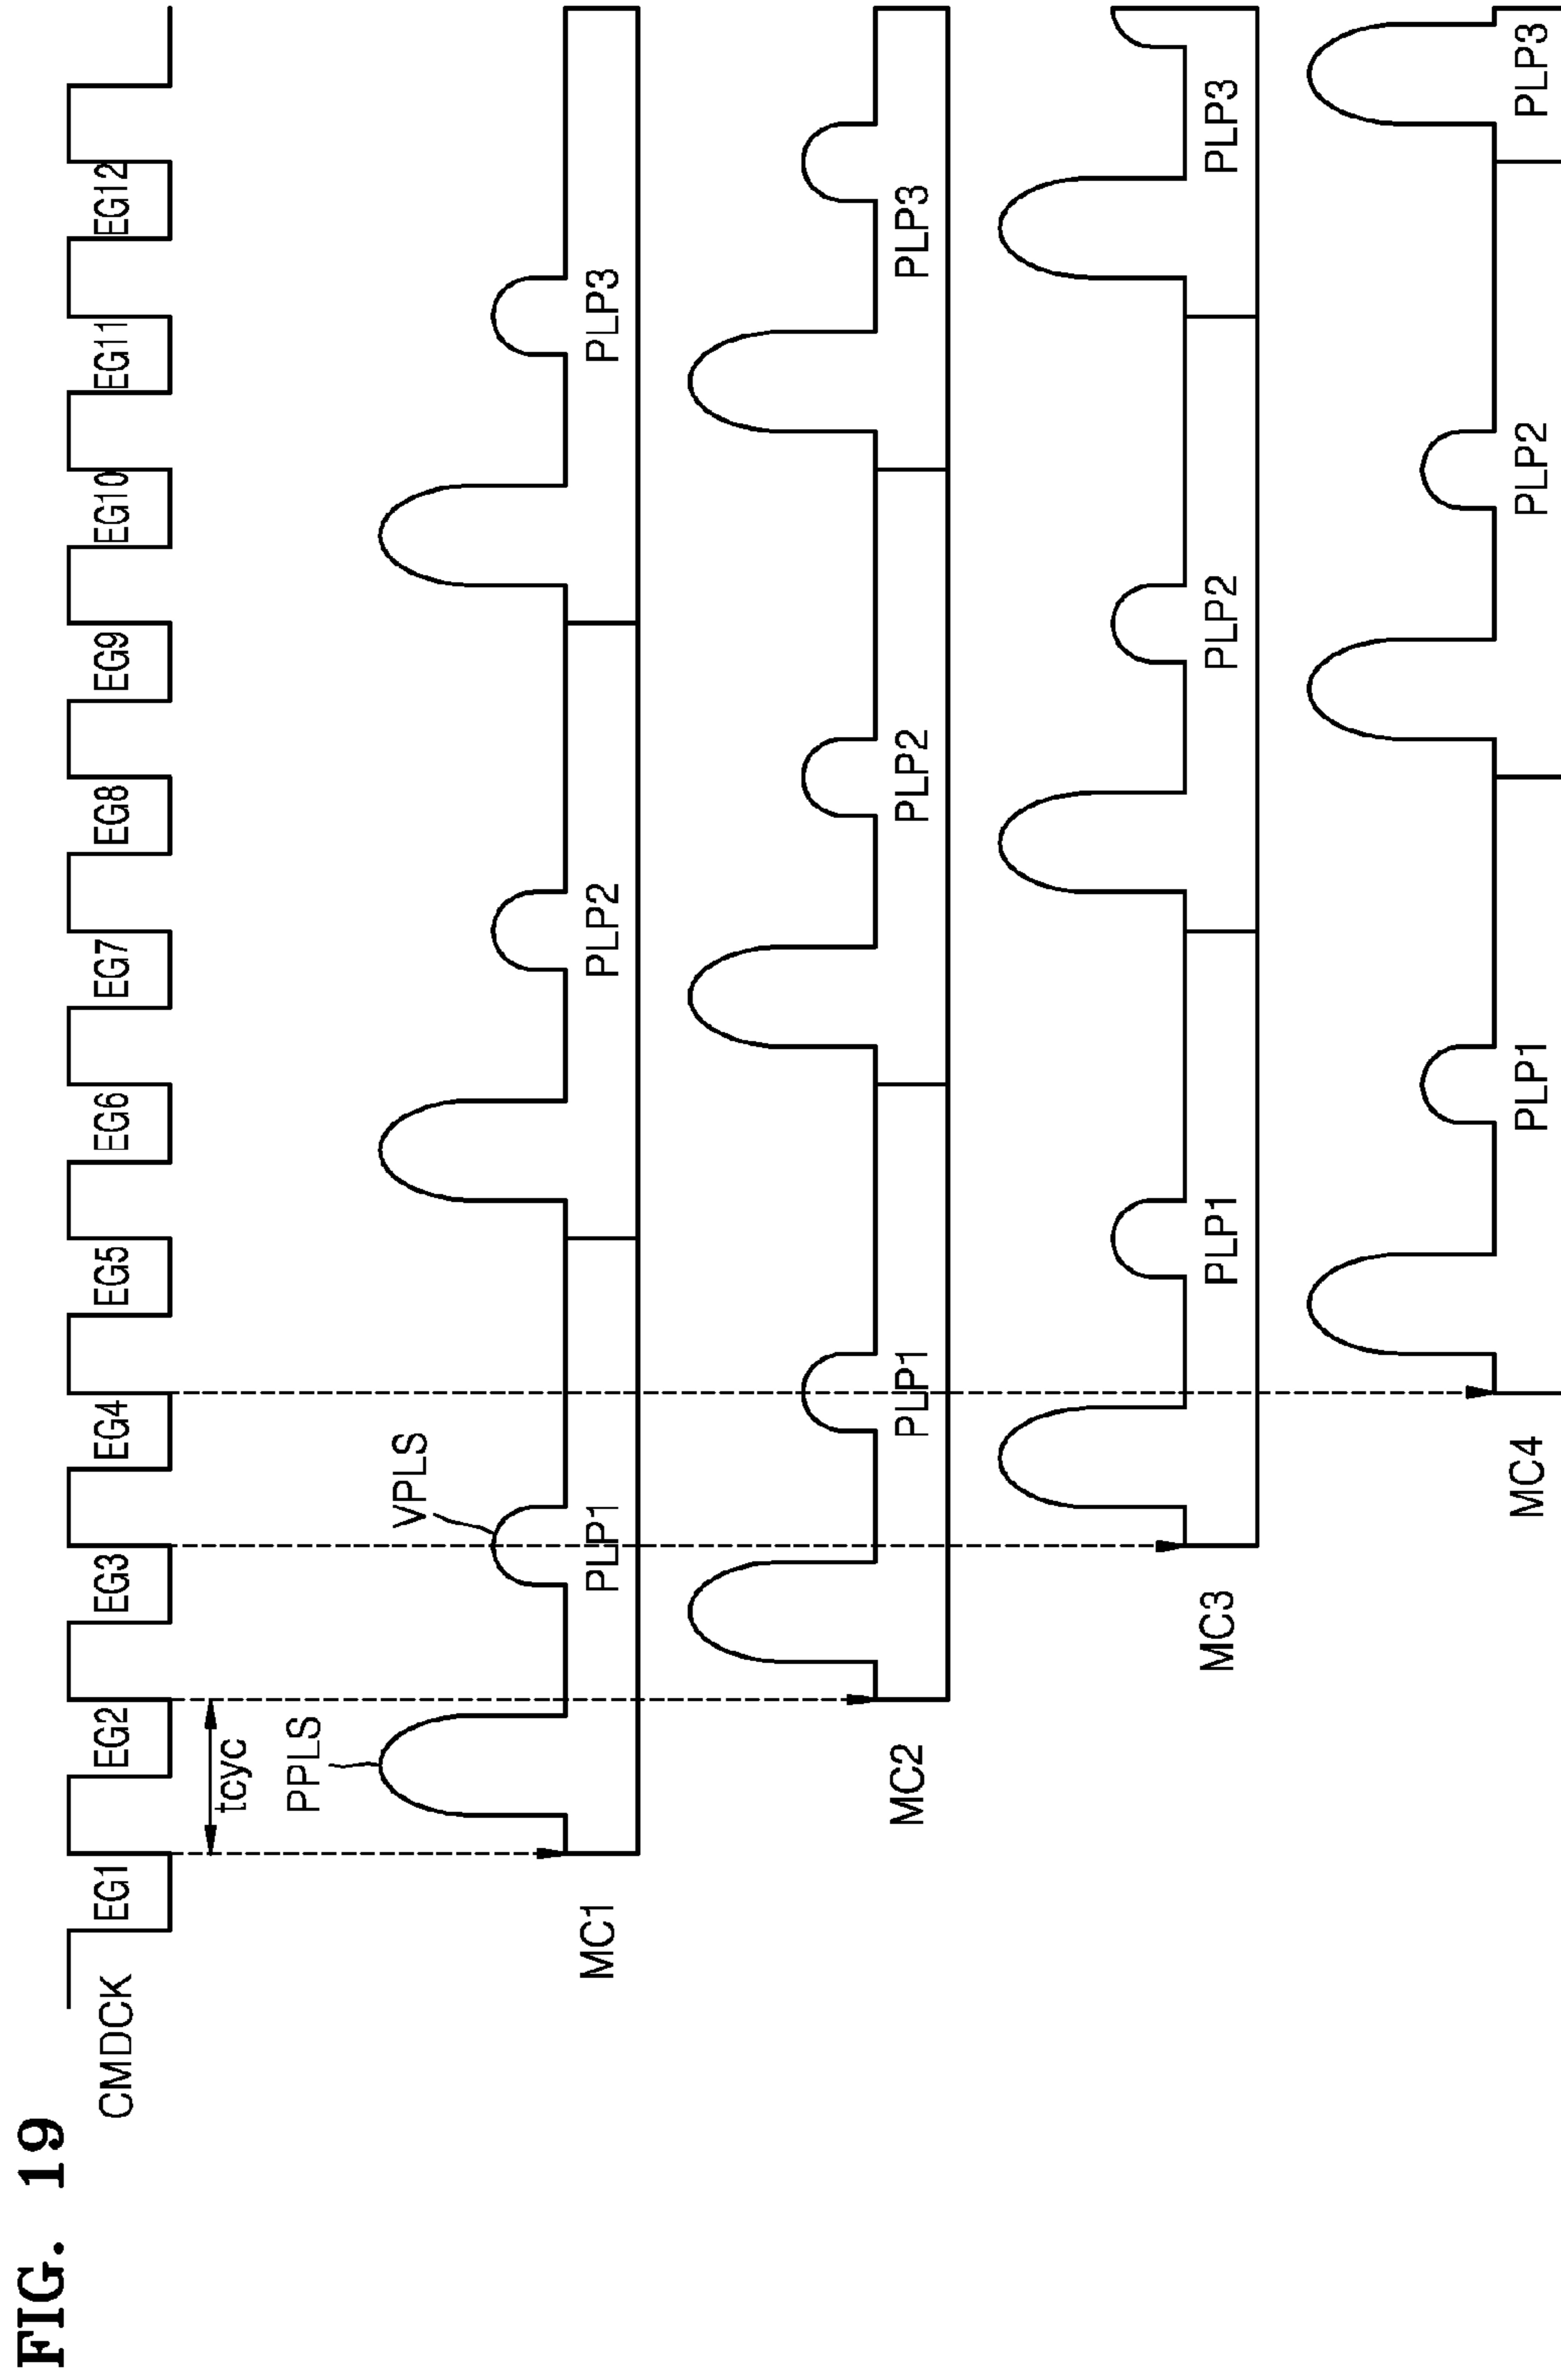 FIG. 19
CMDCK
EG1 EG2 EG3 EG4 EG5 EG6 EG7 EG8 EG9 EG10 EG11 EG12
tcyc
PPLS
VPLS
MC1
PLP1 PLP2 PLP3
MC2
PLP1 PLP2 PLP3
MC3
PLP1 PLP2 PLP3
MC4
PLP1 PLP2 PLP3